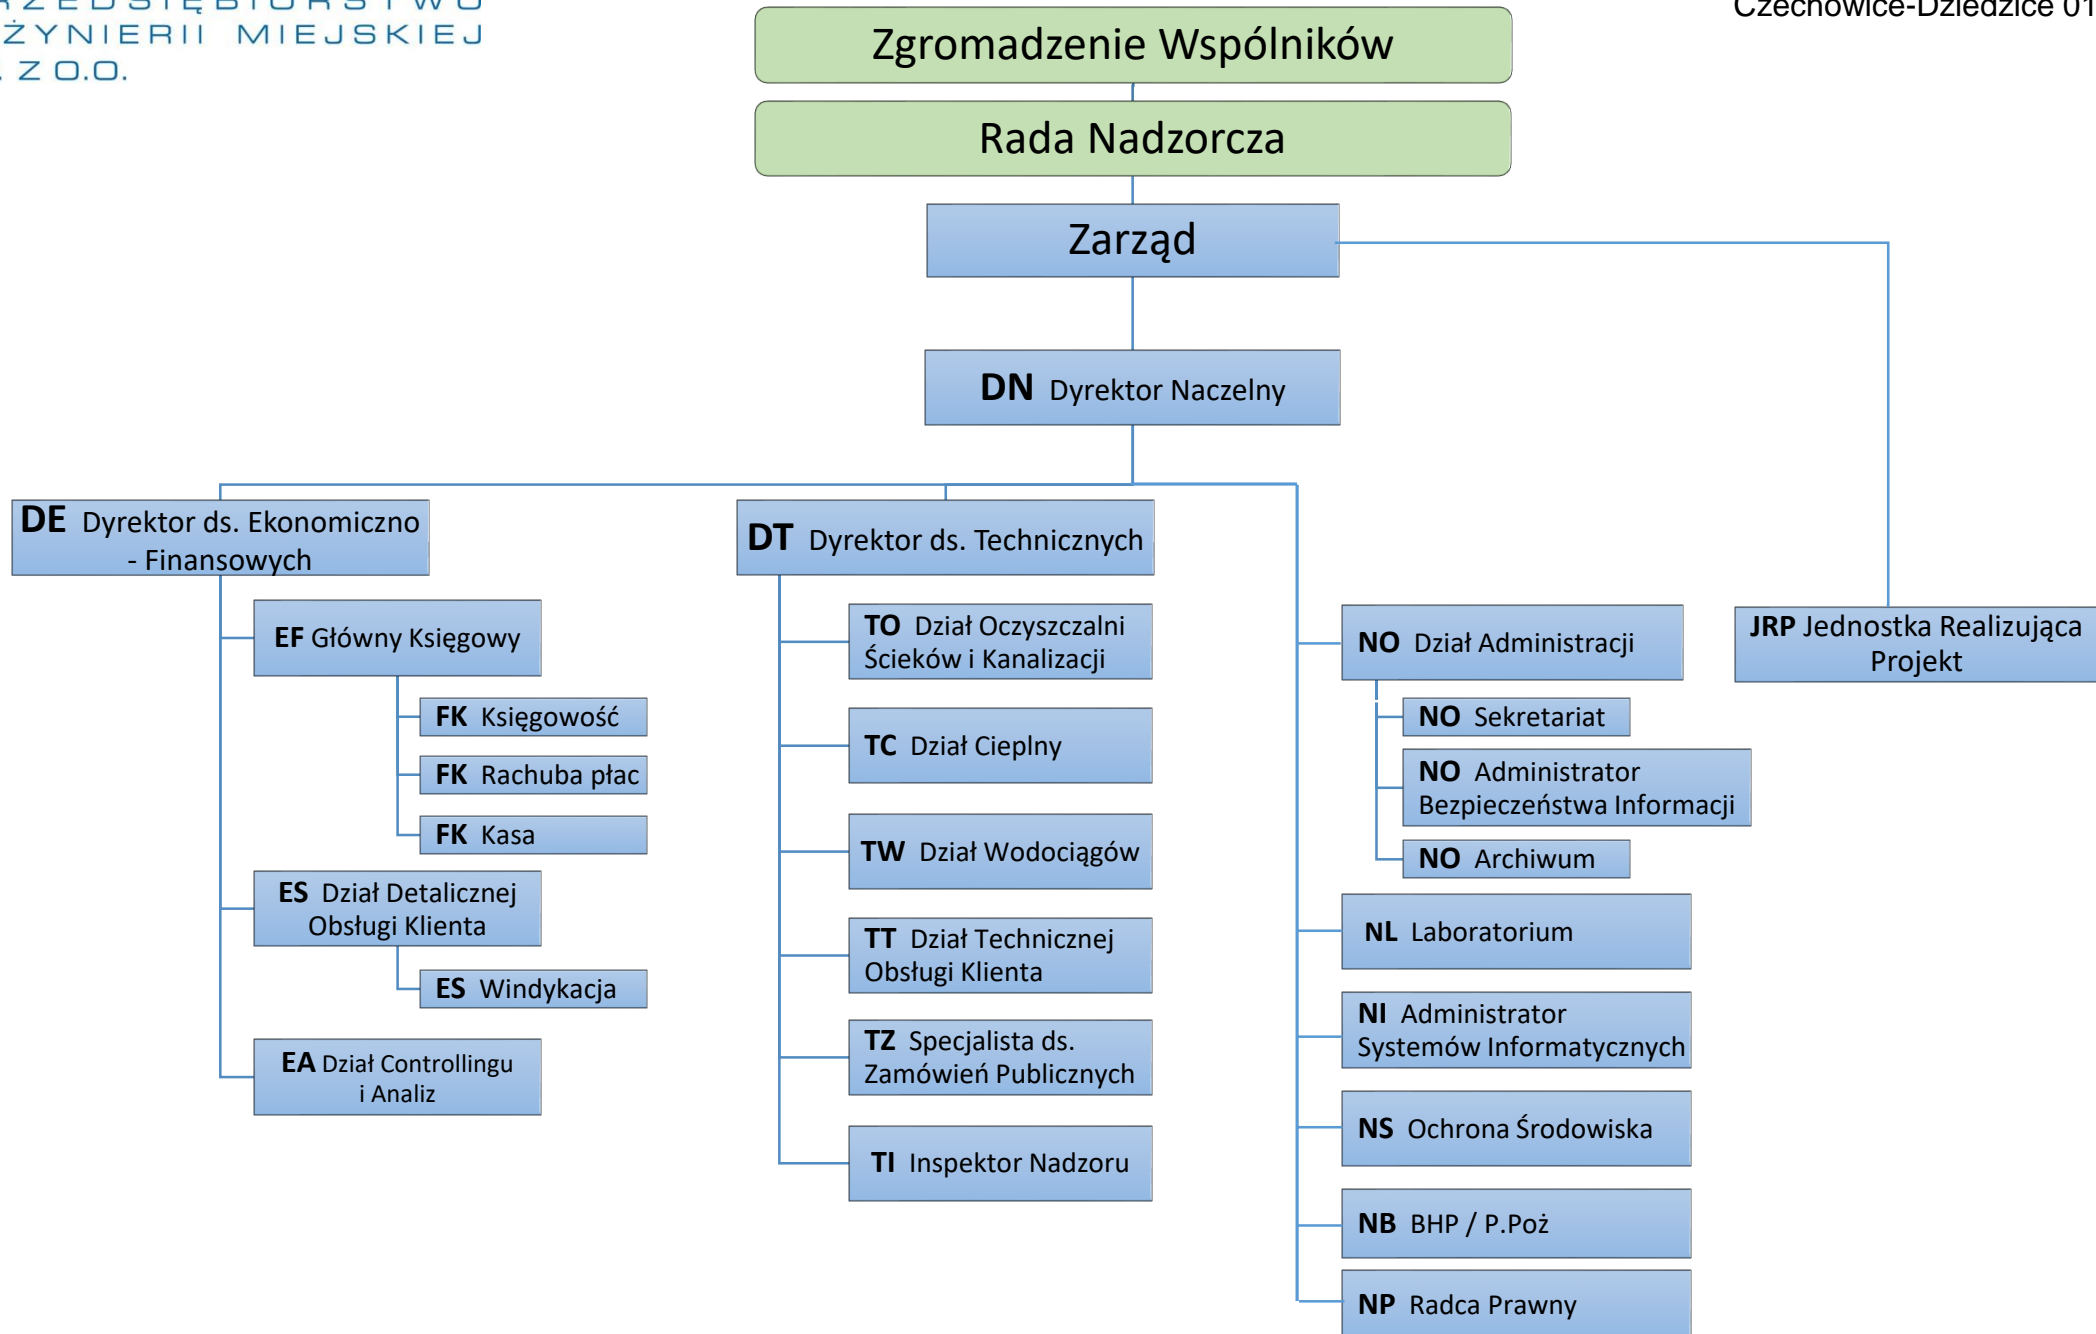 ŻYNIERII MIEJSKIEJ
Z O.O.
Czechowice-Dziedzice 01
Zgromadzenie Wspólników
Rada Nadzorcza
Zarząd
DN Dyrektor Naczelny
DE Dyrektor ds. Ekonomiczno
- Finansowych
EF Główny Księgowy
FK Księgowość
FK Rachuba płac
FK Kasa
ES Dział Detalicznej
Obsługi Klienta
ES Windykacja
EA Dział Controllingu
i Analiz
DT Dyrektor ds. Technicznych
TO Dział Oczyszczalni
Ścieków i Kanalizacji
TC Dział Cieplny
TW Dział Wodociągów
TT Dział Technicznej
Obsługi Klienta
TZ Specjalista ds.
Zamówień Publicznych
TI Inspektor Nadzoru
NO Dział Administracji
NO Sekretariat
NO Administrator
Bezpieczeństwa Informacji
NO Archiwum
NL Laboratorium
NI Administrator
Systemów Informatycznych
NS Ochrona Środowiska
NB BHP / P.Poż
NP Radca Prawny
JRP Jednostka Realizująca
Projekt